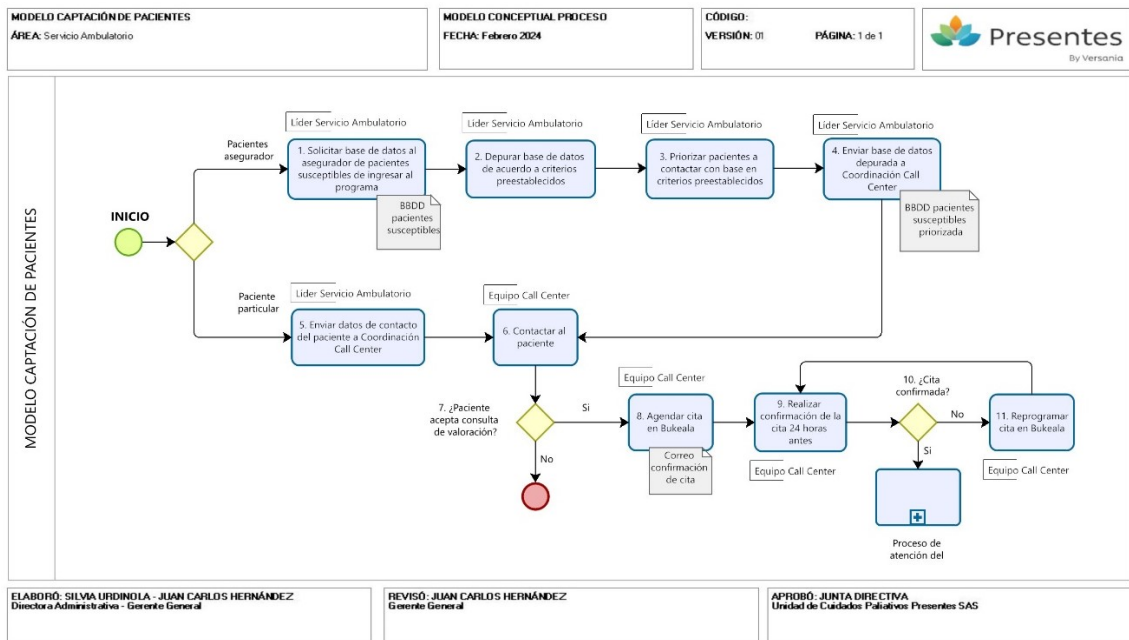 MODELO CAPTACIÓN DE PACIENTES
ÁREA: Servicio Ambulatorio
MODELO CONCEPTUAL PROCESO
FECHA: Febrero 2024
CÓDIGO:
VERSIÓN: 01 PÁGINA: 1 de 1
Presentes
By Versania
MODELO CAPTACIÓN DE PACIENTES
INICIO
Pacientes
asegurador
Líder Servicio Ambulatorio
1. Solicitar base de datos al
asegurador de pacientes
susceptibles de ingresar al
programa
BBDD
pacientes
susceptibles
Líder Servicio Ambulatorio
2. Depurar base de datos
de acuerdo a criterios
preestablecidos
Líder Servicio Ambulatorio
3. Priorizar pacientes a
contactar con base en
criterios preestablecidos
Líder Servicio Ambulatorio
4. Enviar base de datos
depurada a
Coordinación Call
Center
BBDD pacientes
susceptibles
priorizada
Paciente
particular
Líder Servicio Ambulatorio
5. Enviar datos de contacto
del paciente a Coordinación
Call Center
Equipo Call Center
6. Contactar al
paciente
7. ¿Paciente
acepta consulta
de valoración?
Si
No
Equipo Call Center
8. Agendar cita
en Bukeala
Correo
confirmación
de cita
9. Realizar
confirmación de la
cita 24 horas
antes
Equipo Call Center
10. ¿Cita
confirmada?
No
Si
11. Reprogramar
cita en Bukeala
Equipo Call Center
Proceso de
atención del
ELABORÓ: SILVIA URDINOLA - JUAN CARLOS HERNÁNDEZ
Directora Administrativa - Gerente General
REVISÓ: JUAN CARLOS HERNÁNDEZ
Gerente General
APROBÓ: JUNTA DIRECTIVA
Unidad de Cuidados Paliativos Presentes SAS